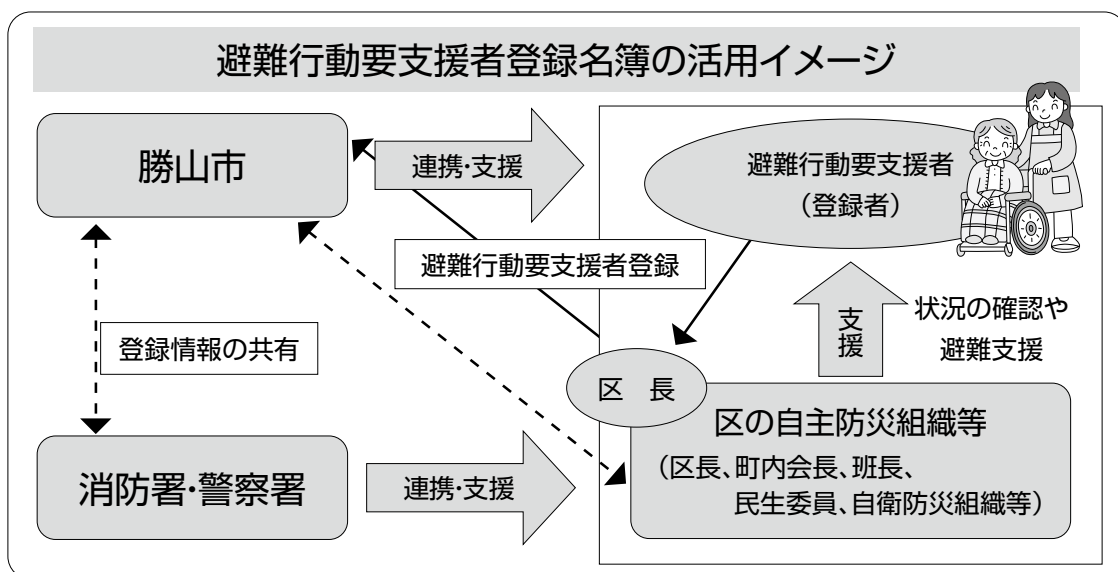 避難行動要支援者登録名簿の活用イメージ
勝山市
連携・支援
避難行動要支援者
（登録者）
避難行動要支援者登録
登録情報の共有
支援
状況の確認や
避難支援
区　長
区の自主防災組織等
（区長、町内会長、班長、
民生委員、自衛防災組織等）
消防署・警察署
連携・支援